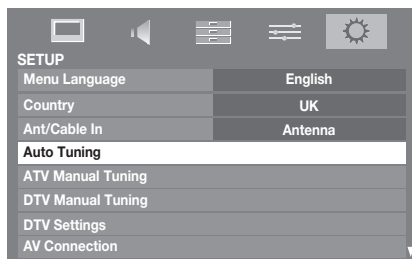 SETUP
Menu Language English
Country UK
Ant/Cable In Antenna
Auto Tuning
ATV Manual Tuning
DTV Manual Tuning
DTV Settings
AV Connection